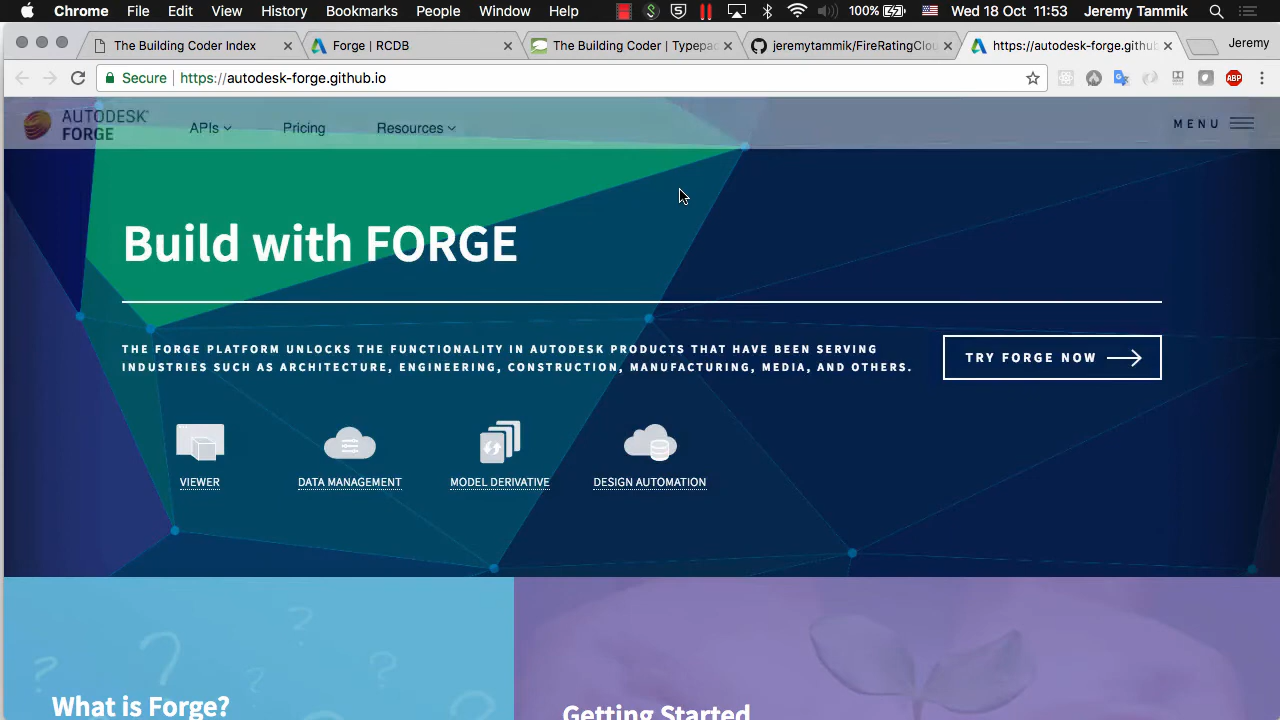 Chrome File Edit View History Bookmarks People Window Help 100% Wed 18 Oct 11:53 Jeremy Tammik
The Building Coder Index
Forge | RCDB
The Building Coder | Typepad
jeremytammik/FireRatingClou
https://autodesk-forge.github
Jeremy
Secure https://autodesk-forge.github.io
ABP
AUTODESK
FORGE
APIs Pricing Resources MENU
Build with FORGE
THE FORGE PLATFORM UNLOCKS THE FUNCTIONALITY IN AUTODESK PRODUCTS THAT HAVE BEEN SERVING
INDUSTRIES SUCH AS ARCHITECTURE, ENGINEERING, CONSTRUCTION, MANUFACTURING, MEDIA, AND OTHERS.
TRY FORGE NOW
VIEWER DATA MANAGEMENT MODEL DERIVATIVE DESIGN AUTOMATION
What is Forge?
Getting Started